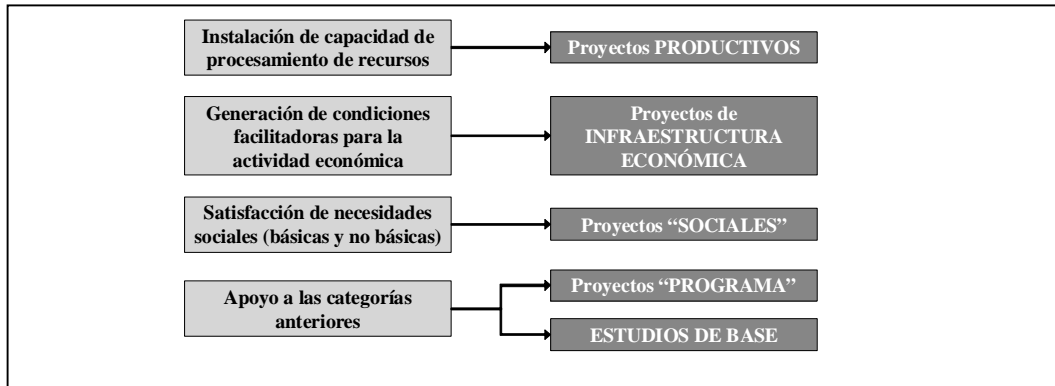 Instalación de capacidad de
procesamiento de recursos
Proyectos PRODUCTIVOS
Generación de condiciones
facilitadoras para la
actividad económica
Proyectos de
INFRAESTRUCTURA
ECONÓMICA
Satisfacción de necesidades
sociales (básicas y no básicas)
Proyectos “SOCIALES”
Apoyo a las categorías
anteriores
Proyectos “PROGRAMA”
ESTUDIOS DE BASE